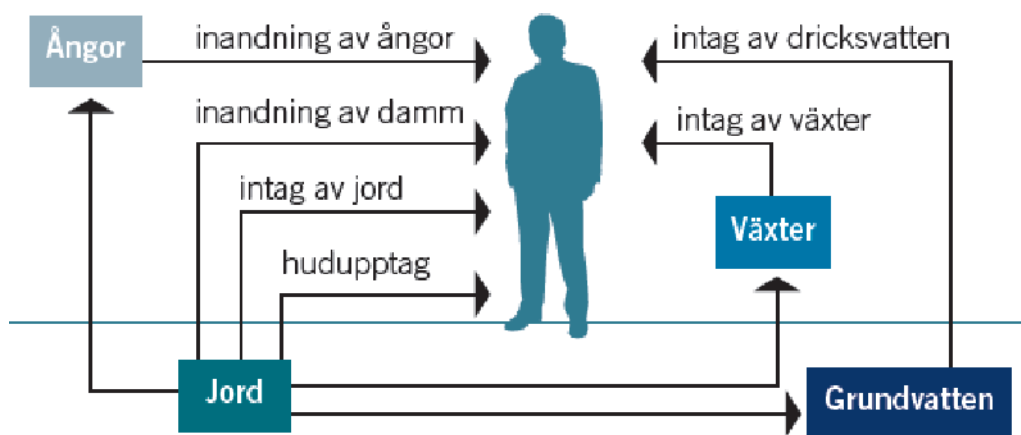 Ångor
inandning av ångor
intag av dricksvatten
inandning av damm
intag av växter
intag av jord
Växter
hudupptag
Jord
Grundvatten